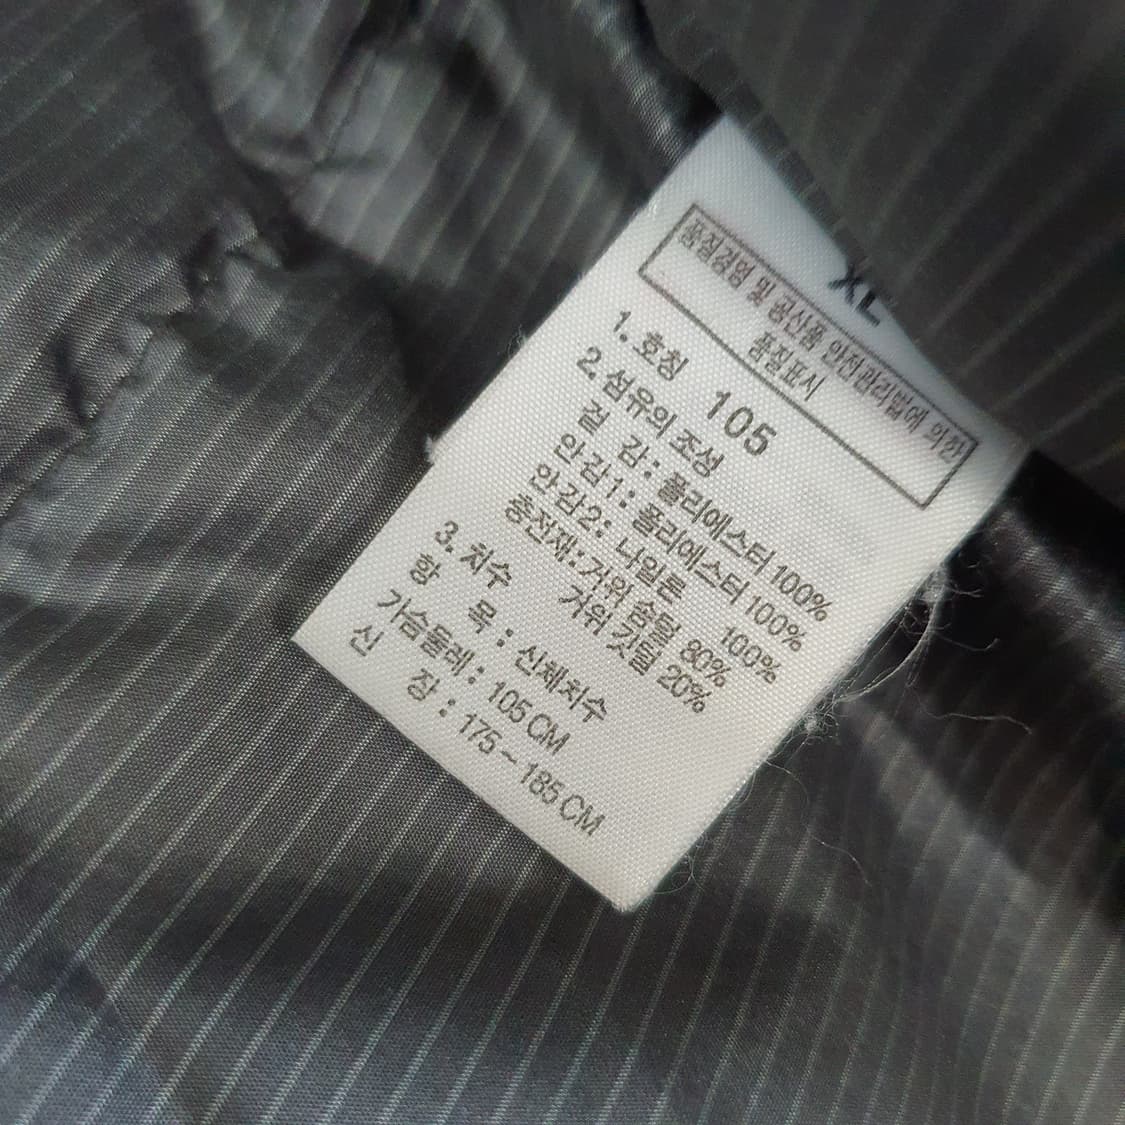 XL
품질경영 및 공산품 안전관리법에 의한
품질표시
1. 호칭 105
2. 섬유의 조성
겉 감: 폴리에스터 100%
안감1: 폴리에스터 100%
안감2: 나일론 100%
충전재: 거위 솜털 80%
거위 깃털 20%
3. 치수
항 목 : 신체치수
가슴둘레 : 105 CM
신 장 : 175 ~ 185 CM